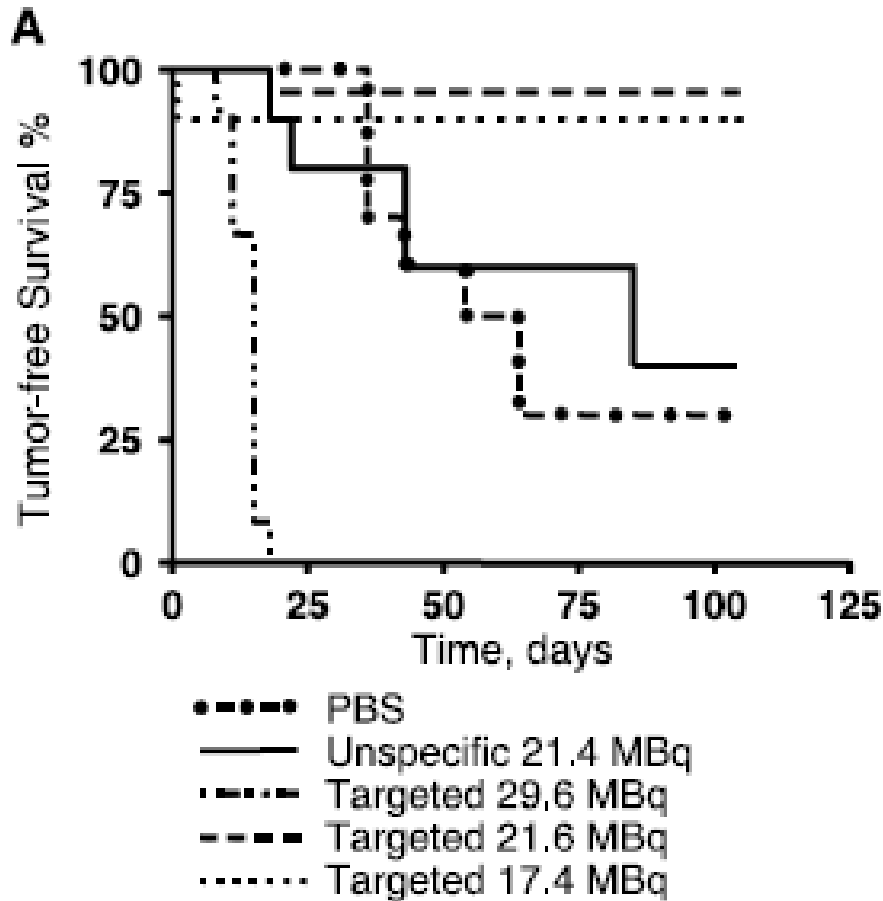 A
Tumor-free Survival %
100
75
50
25
0
0 25 50 75 100 125
Time, days
PBS
Unspecific 21.4 MBq
Targeted 29.6 MBq
Targeted 21.6 MBq
Targeted 17.4 MBq